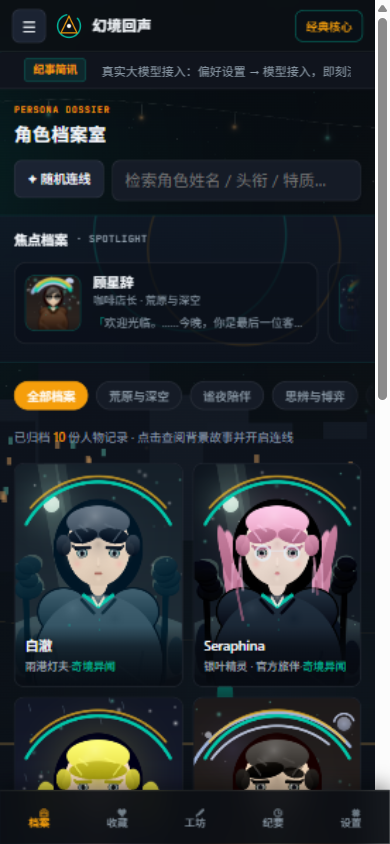 幻境回声
经典核心
纪事简讯
真实大模型接入：偏好设置 → 模型接入，即刻
PERSONA DOSSIER
角色档案室
✦ 随机连线
检索角色姓名 / 头衔 / 特质...
焦点档案 · SPOTLIGHT
顾星辞
咖啡店长 · 荒原与深空
「欢迎光临。……今晚，你是最后一位客...
全部档案
荒原与深空
谧夜陪伴
思辨与博弈
已归档 10 份人物记录 · 点击查阅背景故事并开启连线
白澈
雨港灯夫·奇境异闻
Seraphina
银叶精灵 · 官方旅伴·奇境异闻
档案
收藏
工坊
纪要
设置